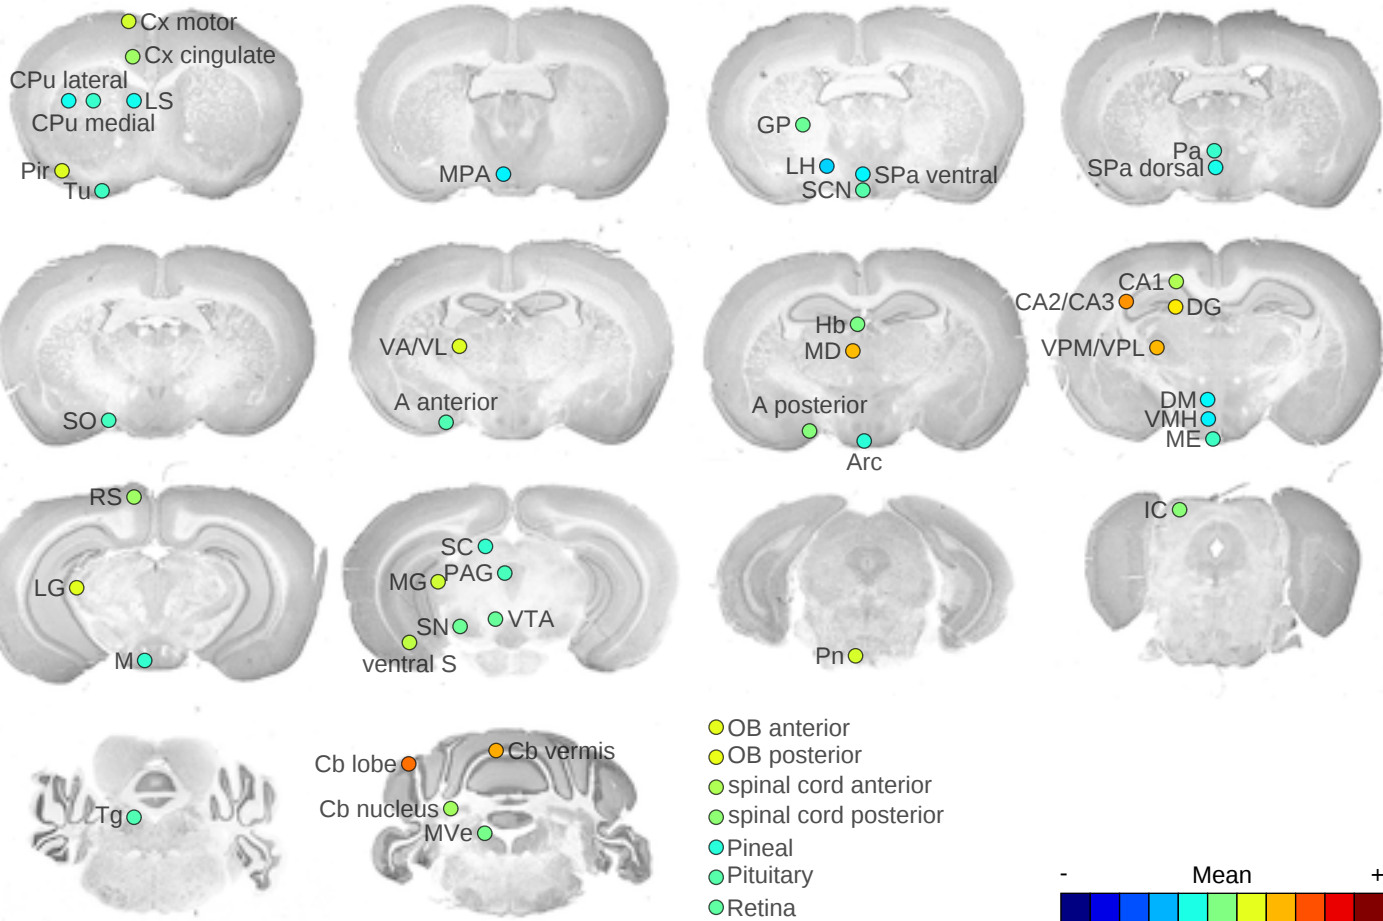 Cx motor
Cx cingulate
CPu lateral
LS
CPu medial
Pir
Tu
MPA
GP
LH
SPa ventral
SCN
Pa
SPa dorsal
SO
VA/VL
A anterior
Hb
MD
A posterior
Arc
CA1
CA2/CA3
DG
VPM/VPL
DM
VMH
ME
RS
LG
M
SC
PAG
MG
VTA
SN
ventral S
Pn
IC
Tg
Cb lobe
Cb vermis
Cb nucleus
MVe
OB anterior
OB posterior
spinal cord anterior
spinal cord posterior
Pineal
Pituitary
Retina
- Mean +